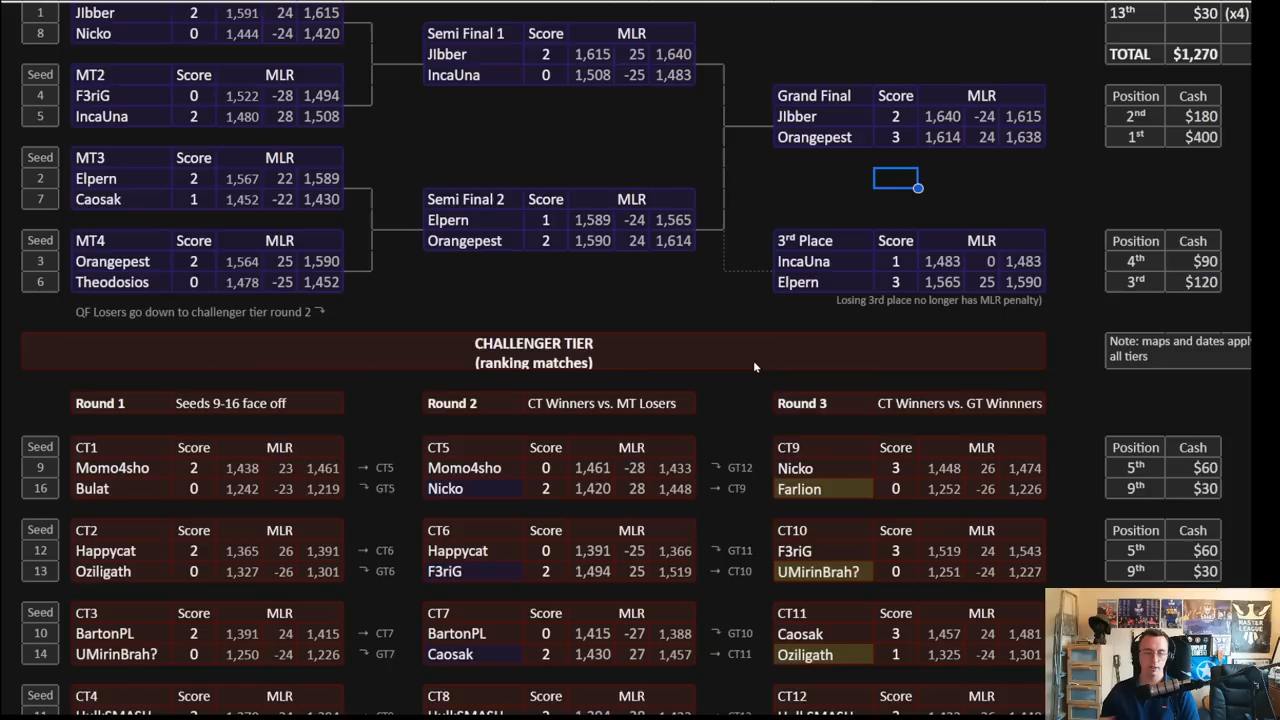 1 JIbber 2 1,591 24 1,615
8 Nicko 0 1,444 -24 1,420
Seed MT2 Score MLR
4 F3riG 0 1,522 -28 1,494
5 IncaUna 2 1,480 28 1,508
Seed MT3 Score MLR
2 Elpern 2 1,567 22 1,589
7 Caosak 1 1,452 -22 1,430
Seed MT4 Score MLR
3 Orangepest 2 1,564 25 1,590
6 Theodosios 0 1,478 -25 1,452
QF Losers go down to challenger tier round 2
Semi Final 1 Score MLR
JIbber 2 1,615 25 1,640
IncaUna 0 1,508 -25 1,483
Semi Final 2 Score MLR
Elpern 1 1,589 -24 1,565
Orangepest 2 1,590 24 1,614
Grand Final Score MLR
JIbber 2 1,640 -24 1,615
Orangepest 3 1,614 24 1,638
3rd Place Score MLR
IncaUna 1 1,483 0 1,483
Elpern 3 1,565 25 1,590
Losing 3rd place no longer has MLR penalty)
13th $30 (x4)
TOTAL $1,270
Position Cash
2nd $180
1st $400
Position Cash
4th $90
3rd $120
CHALLENGER TIER
(ranking matches)
Note: maps and dates apply
all tiers
Round 1 Seeds 9-16 face off
Seed CT1 Score MLR
9 Momo4sho 2 1,438 23 1,461 → CT5
16 Bulat 0 1,242 -23 1,219 GT5
Seed CT2 Score MLR
12 Happycat 2 1,365 26 1,391 → CT6
13 Oziligath 0 1,327 -26 1,301 GT6
Seed CT3 Score MLR
10 BartonPL 2 1,391 24 1,415 → CT7
14 UMirinBrah? 0 1,250 -24 1,226 GT7
Seed CT4 Score MLR
Round 2 CT Winners vs. MT Losers
CT5 Score MLR
Momo4sho 0 1,461 -28 1,433 GT12
Nicko 2 1,420 28 1,448 → CT9
CT6 Score MLR
Happycat 0 1,391 -25 1,366 GT11
F3riG 2 1,494 25 1,519 → CT10
CT7 Score MLR
BartonPL 0 1,415 -27 1,388 GT10
Caosak 2 1,430 27 1,457 → CT11
CT8 Score MLR
Round 3 CT Winners vs. GT Winnners
CT9 Score MLR
Nicko 3 1,448 26 1,474
Farlion 0 1,252 -26 1,226
CT10 Score MLR
F3riG 3 1,519 24 1,543
UMirinBrah? 0 1,251 -24 1,227
CT11 Score MLR
Caosak 3 1,457 24 1,481
Oziligath 1 1,325 -24 1,301
CT12 Score MLR
Position Cash
5th $60
9th $30
Position Cash
5th $60
9th $30
MASTER
LEAGUE